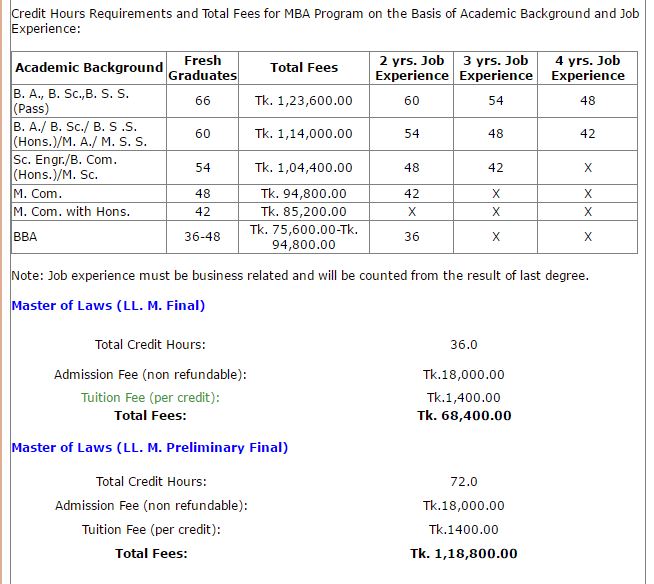 Credit Hours Requirements and Total Fees for MBA Program on the Basis of Academic Background and Job
Experience:
Academic Background Fresh Graduates Total Fees 2 yrs. Job Experience 3 yrs. Job Experience 4 yrs. Job Experience
B. A., B. Sc.,B. S. S. (Pass) 66 Tk. 1,23,600.00 60 54 48
B. A./ B. Sc./ B. S .S. (Hons.)/M. A./ M. S. S. 60 Tk. 1,14,000.00 54 48 42
Sc. Engr./B. Com. (Hons.)/M. Sc. 54 Tk. 1,04,400.00 48 42 X
M. Com. 48 Tk. 94,800.00 42 X X
M. Com. with Hons. 42 Tk. 85,200.00 X X X
BBA 36-48 Tk. 75,600.00-Tk. 94,800.00 36 X X
Note: Job experience must be business related and will be counted from the result of last degree.
Master of Laws (LL. M. Final)
Total Credit Hours: 36.0
Admission Fee (non refundable): Tk.18,000.00
Tuition Fee (per credit): Tk.1,400.00
Total Fees: Tk. 68,400.00
Master of Laws (LL. M. Preliminary Final)
Total Credit Hours: 72.0
Admission Fee (non refundable): Tk.18,000.00
Tuition Fee (per credit): Tk.1400.00
Total Fees: Tk. 1,18,800.00